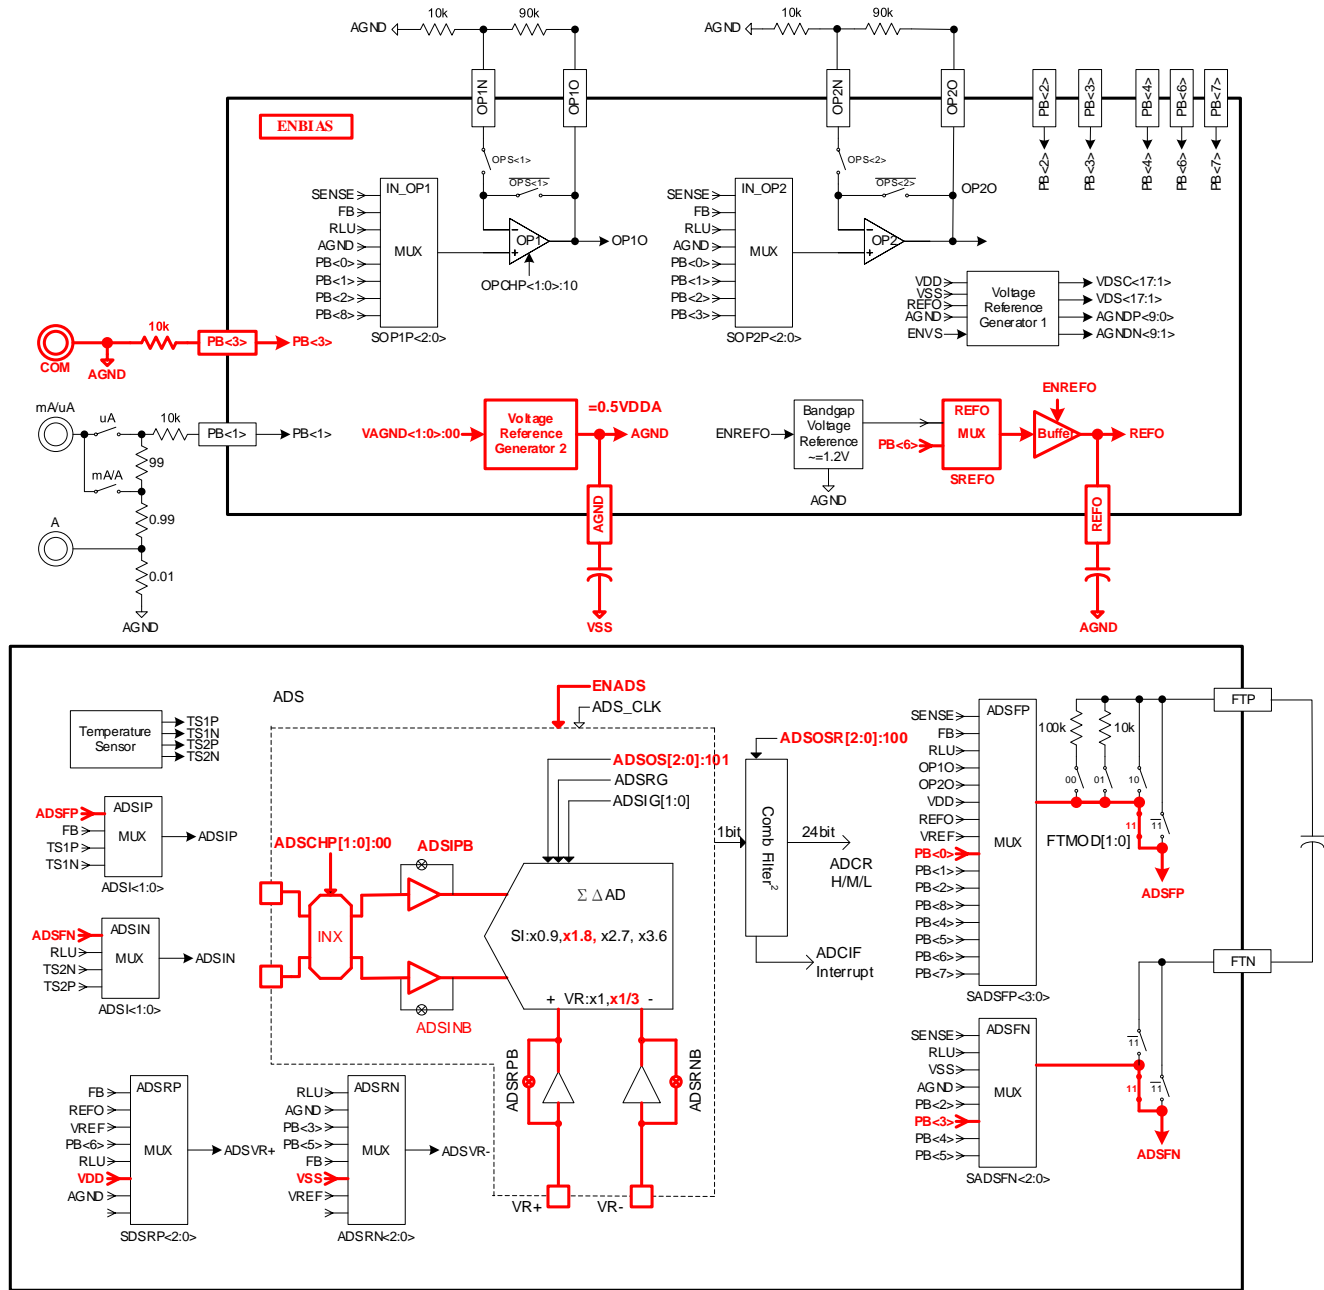 10k 90k
AGND
10k 90k
AGND
OP1N
OP1O
OP2N
OP2O
PB<2>
PB<3>
PB<4>
PB<6>
PB<7>
ENBIAS
OPS<1>
OPS<1>
OPS<2>
OPS<2>
PB<2>
PB<3>
PB<4>
PB<6>
PB<7>
IN_OP1
SENSE
FB
RLU
AGND
PB<0>
PB<1>
PB<2>
PB<8>
MUX
SOP1P<2:0>
OP1
OP1O
OPCHP<1:0>:10
IN_OP2
SENSE
FB
RLU
AGND
PB<0>
PB<1>
PB<2>
PB<3>
MUX
SOP2P<2:0>
OP2
OP2O
VDD
VSS
REFO
AGND
ENVS
Voltage
Reference
Generator 1
VDSC<17:1>
VDS<17:1>
AGNDP<9:0>
AGNDN<9:1>
10k
PB<3>
PB<3>
COM
AGND
mA/uA
uA
10k
PB<1>
PB<1>
99
mA/A
0.99
A
0.01
AGND
VAGND<1:0>:00
Voltage
Reference
Generator 2
=0.5VDDA
AGND
AGND
VSS
ENREFO
Bandgap
Voltage
Reference
~=1.2V
AGND
PB<6>
REFO
MUX
SREFO
ENREFO
Buffer
REFO
REFO
AGND
ADS
ENADS
ADS_CLK
Temperature
Sensor
TS1P
TS1N
TS2P
TS2N
ADSFP
FB
TS1P
TS1N
ADSIP
MUX
ADSI<1:0>
ADSIP
ADSFN
RLU
TS2N
TS2P
ADSIN
MUX
ADSI<1:0>
ADSIN
ADSOS[2:0]:101
ADSRG
ADSIG[1:0]
ADSCHP[1:0]:00
INX
ADSIPB
ADSINB
Σ Δ AD
SI:x0.9,x1.8, x2.7, x3.6
+ VR:x1,x1/3 -
ADSRPB
ADSRNB
VR+
VR-
ADSOSR[2:0]:100
1bit
Comb Filter²
24bit
ADCR
H/M/L
ADCIF
Interrupt
FB
REFO
VREF
PB<6>
RLU
VDD
AGND
ADSRP
MUX
SDSRP<2:0>
ADSVR+
RLU
AGND
PB<3>
PB<5>
FB
VSS
VREF
ADSRN
MUX
ADSRN<2:0>
ADSVR-
SENSE
FB
RLU
OP1O
OP2O
VDD
REFO
VREF
PB<0>
PB<1>
PB<2>
PB<8>
PB<4>
PB<5>
PB<6>
PB<7>
ADSFP
MUX
SADSFP<3:0>
100k
10k
00
01
10
11
11
FTMOD[1:0]
ADSFP
FTP
FTN
SENSE
RLU
VSS
AGND
PB<2>
PB<3>
PB<4>
PB<5>
ADSFN
MUX
SADSFN<2:0>
11
11
11
ADSFN